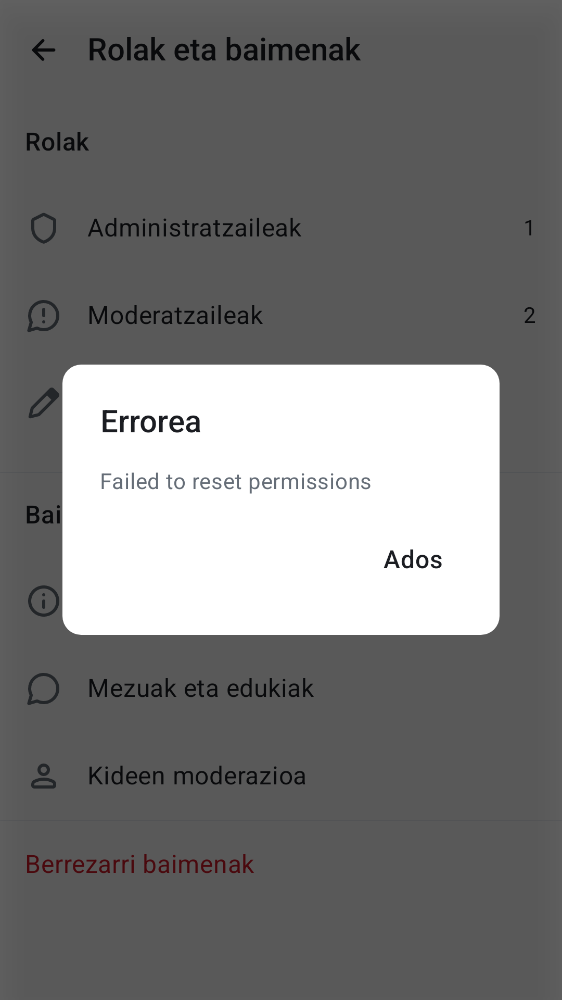 Rolak eta baimenak
Rolak
Administratzaileak 1
Moderatzaileak 2
Errorea
Failed to reset permissions
Bai
Ados
Mezuak eta edukiak
Kideen moderazioa
Berrezarri baimenak